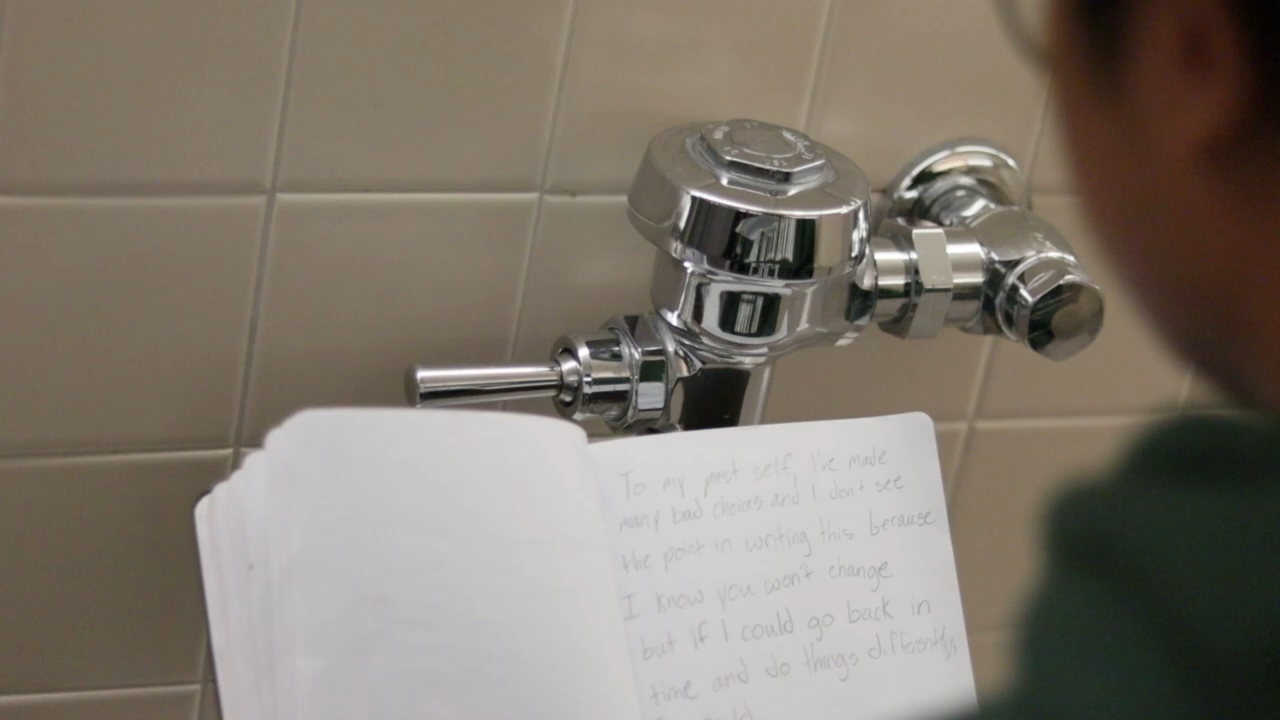 To my past self, I've made
many bad choices and I don't see
the point in writing this because
I know you won't change
but if I could go back in
time and do things differently,
I would